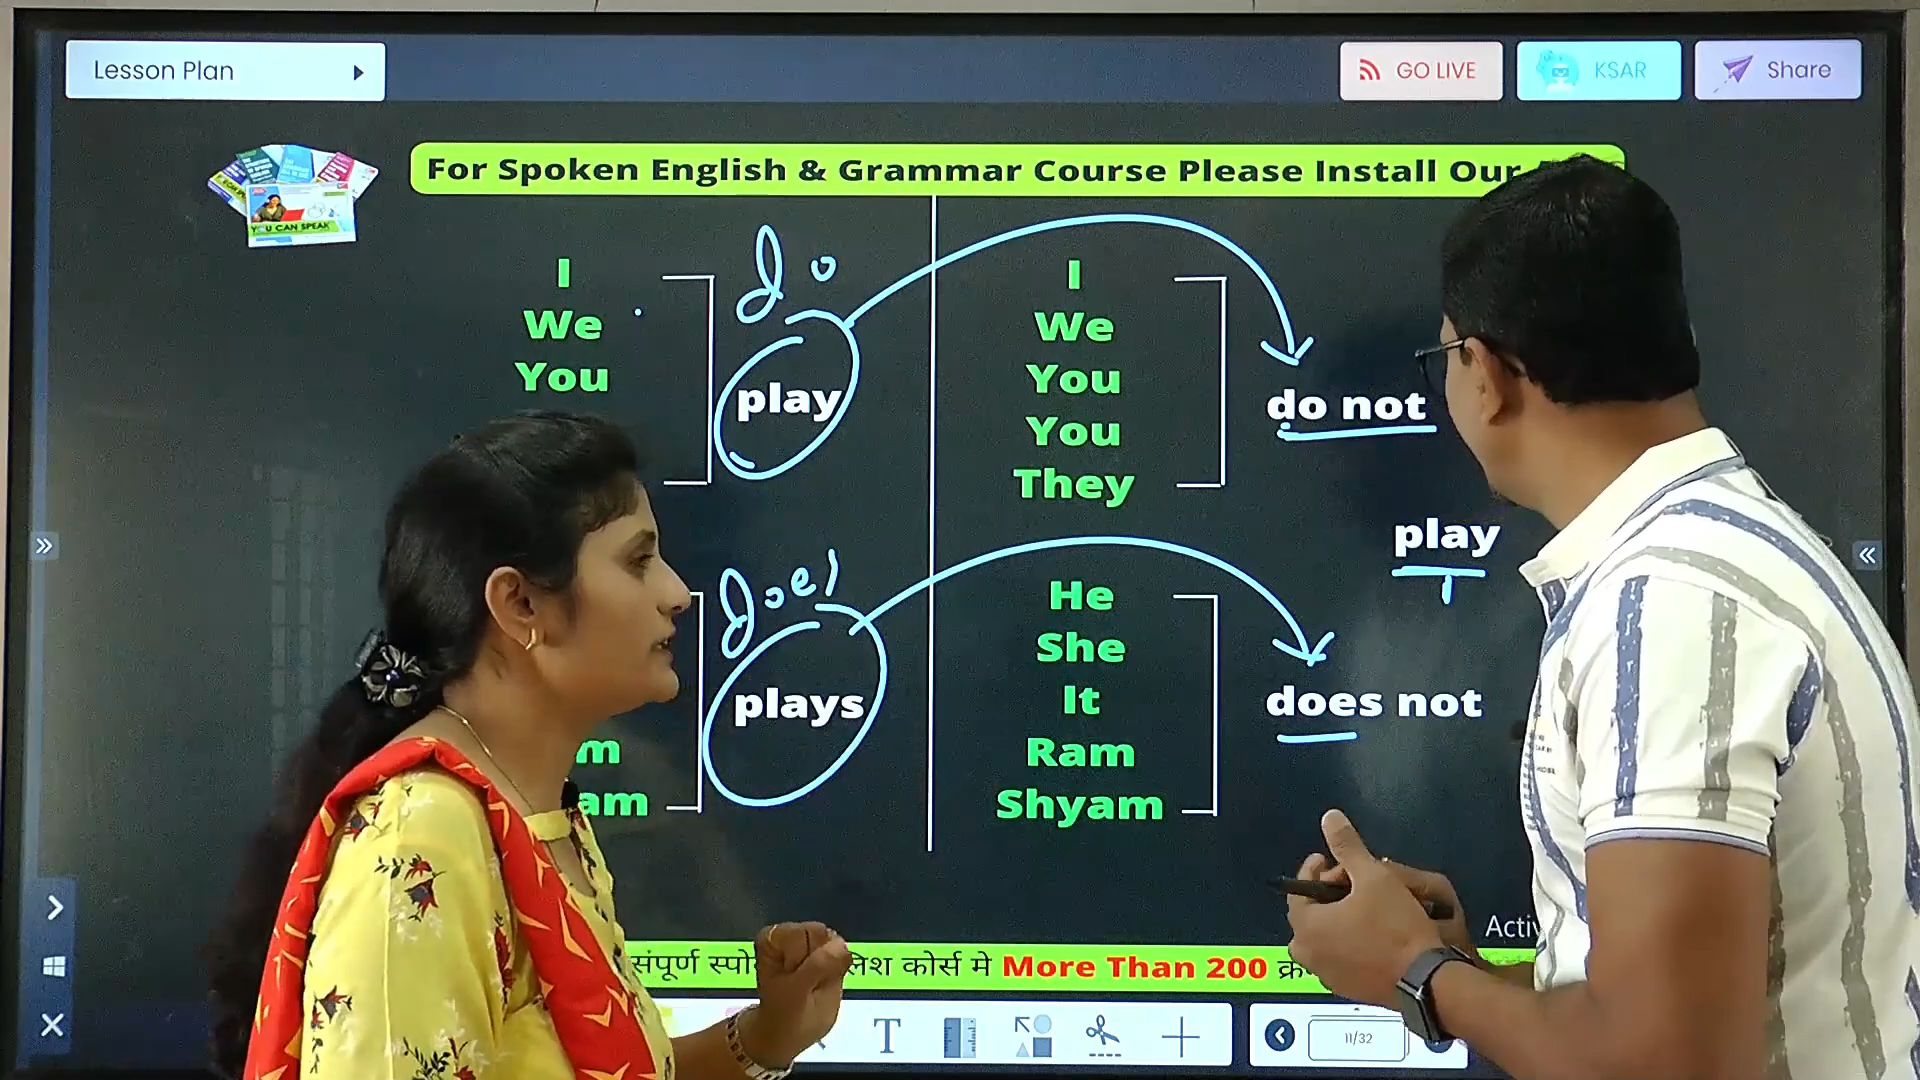 Lesson Plan
GO LIVE
KSAR
Share
For Spoken English & Grammar Course Please Install Our
YOU CAN SPEAK
I
We
You
do
play
does
plays
m
am
I
We
You
You
They
do not
play
He
She
It
Ram
Shyam
does not
संपूर्ण कोर्स मे More Than 200
T
11/32